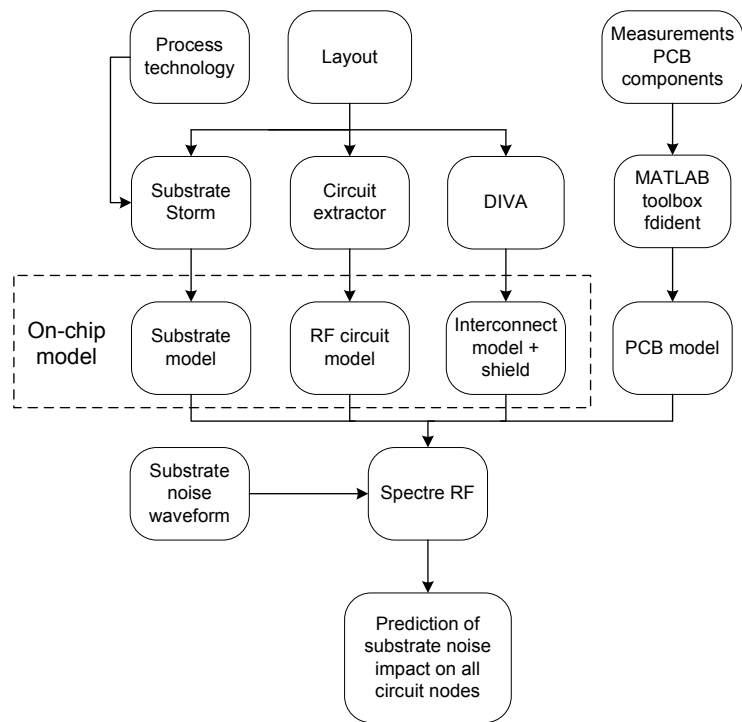 Process
technology
Layout
Measurements
PCB
components
Substrate
Storm
Circuit
extractor
DIVA
MATLAB
toolbox
fdident
On-chip
model
Substrate
model
RF circuit
model
Interconnect
model +
shield
PCB model
Substrate
noise
waveform
Spectre RF
Prediction of
substrate noise
impact on all
circuit nodes